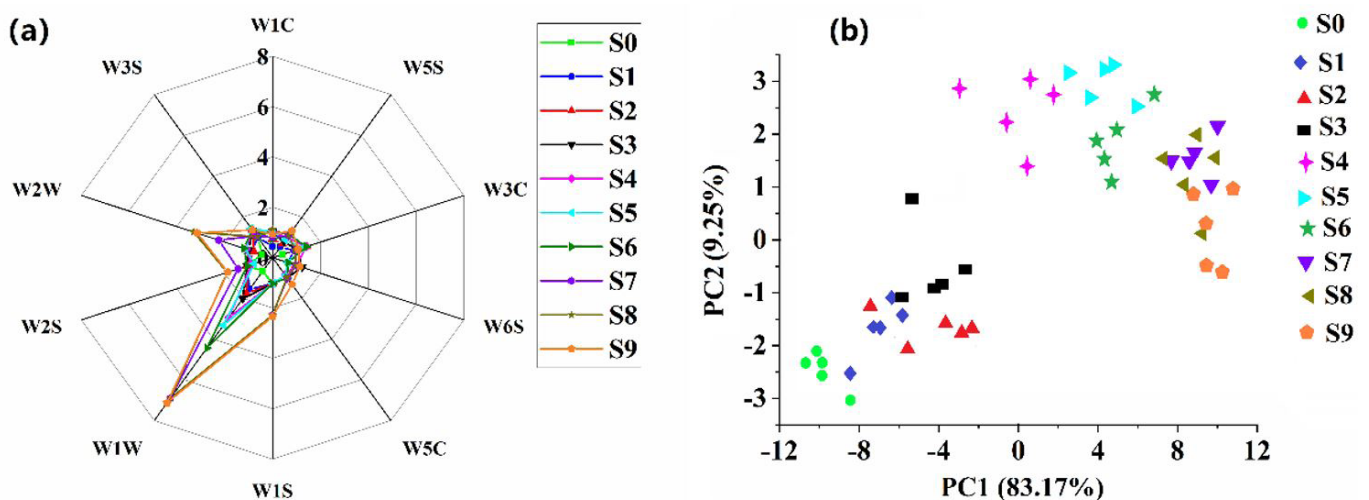 (a)
W1C
W3S
W5S
W2W
W3C
W2S
W6S
W1W
W5C
W1S
8
6
4
2
0
S0
S1
S2
S3
S4
S5
S6
S7
S8
S9
(b)
PC2 (9.25%)
3
2
1
0
-1
-2
-3
-12
-8
-4
0
4
8
12
PC1 (83.17%)
S0
S1
S2
S3
S4
S5
S6
S7
S8
S9